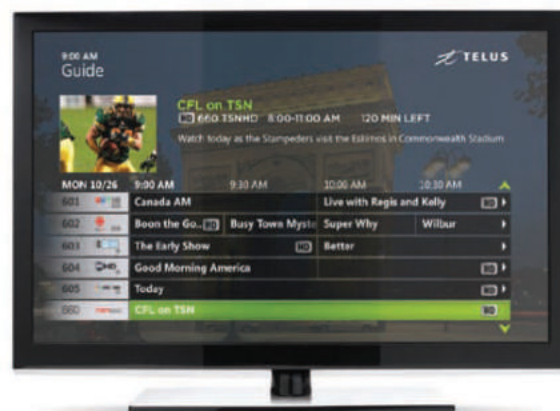 9:00 AM
Guide
TELUS
CFL on TSN
HD 660 TSNHD 8:00-11:00 AM 120 MIN LEFT
Watch today as the Stampeders visit the Eskimos in Commonwealth Stadium
MON 10/26 9:00 AM 9:30 AM 10:00 AM 10:30 AM
601 Canada AM Live with Regis and Kelly HD
602 Boon the Go.. HD Busy Town Myste Super Why Wilbur
603 The Early Show HD Better
604 Good Morning America HD
605 Today HD
660 CFL on TSN HD